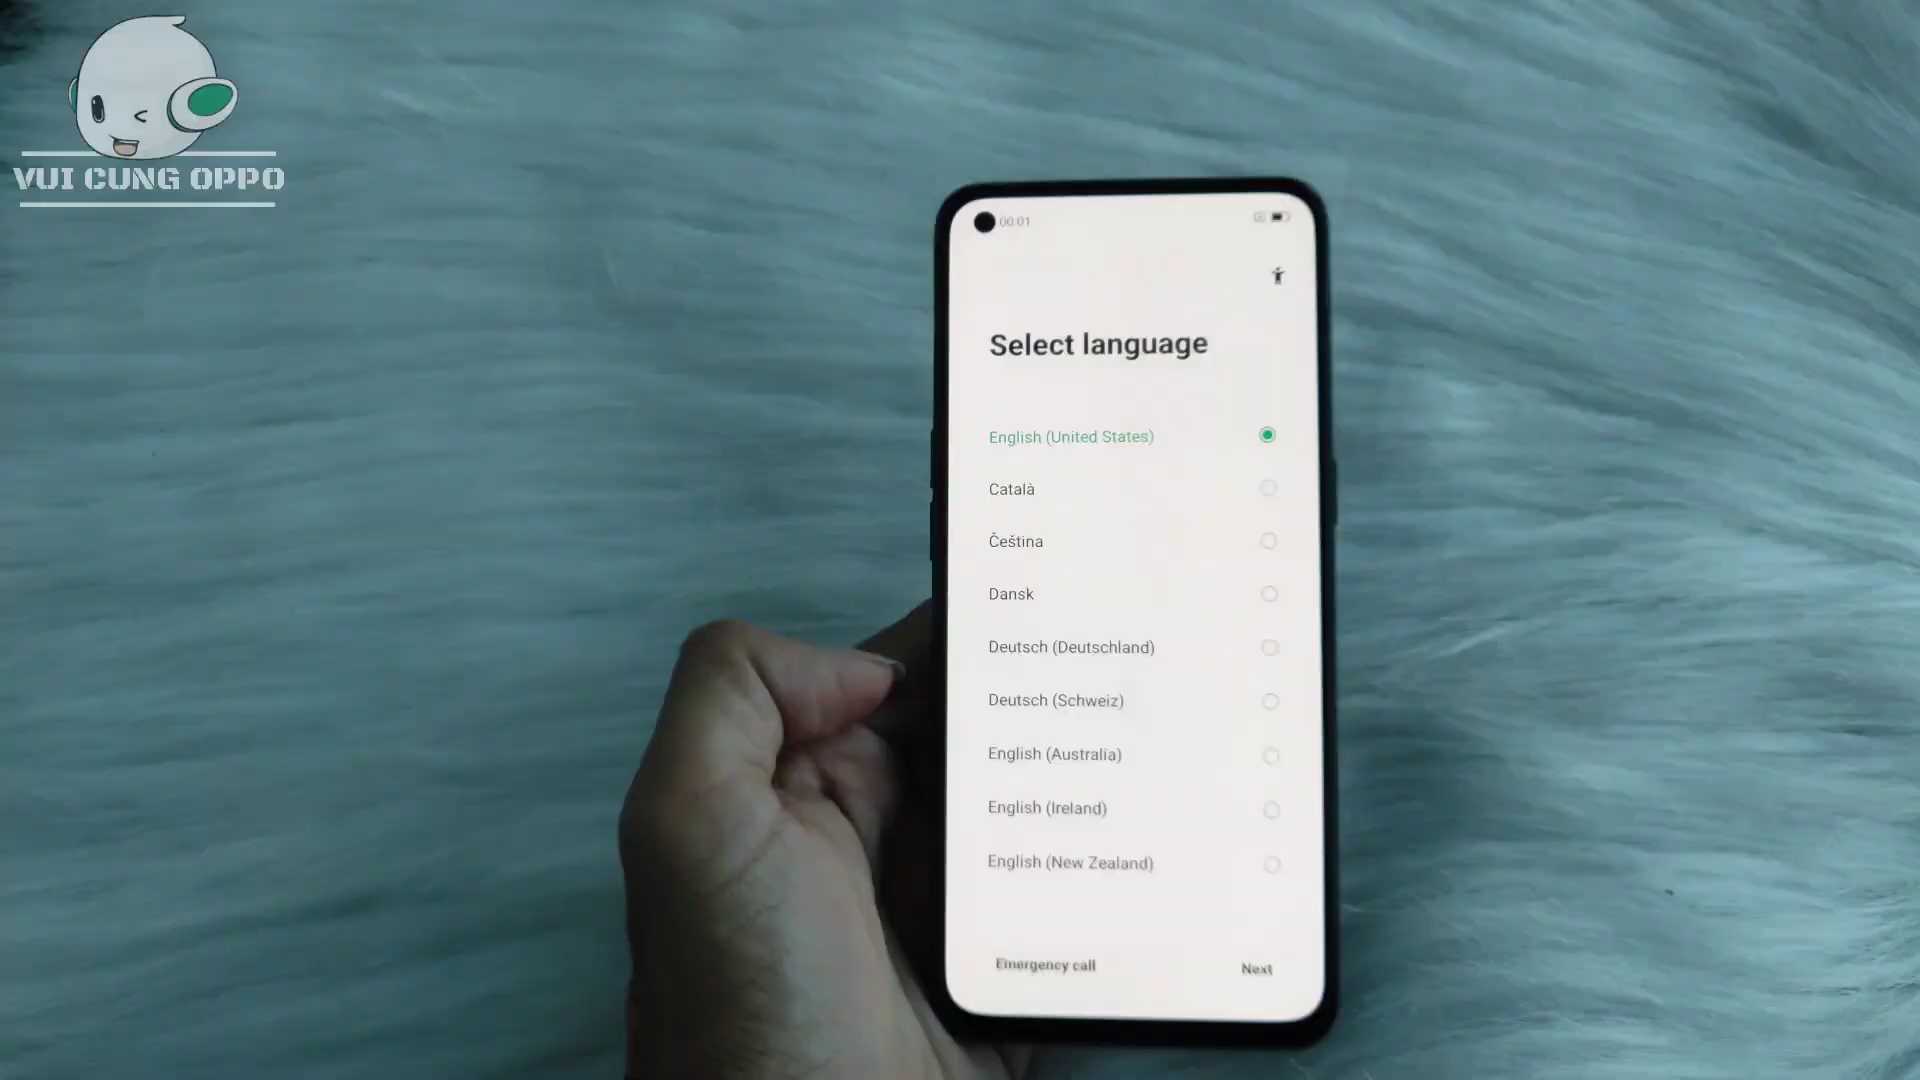 VUI CUNG OPPO
00:01
Select language
English (United States)
Català
Čeština
Dansk
Deutsch (Deutschland)
Deutsch (Schweiz)
English (Australia)
English (Ireland)
English (New Zealand)
Emergency call
Next